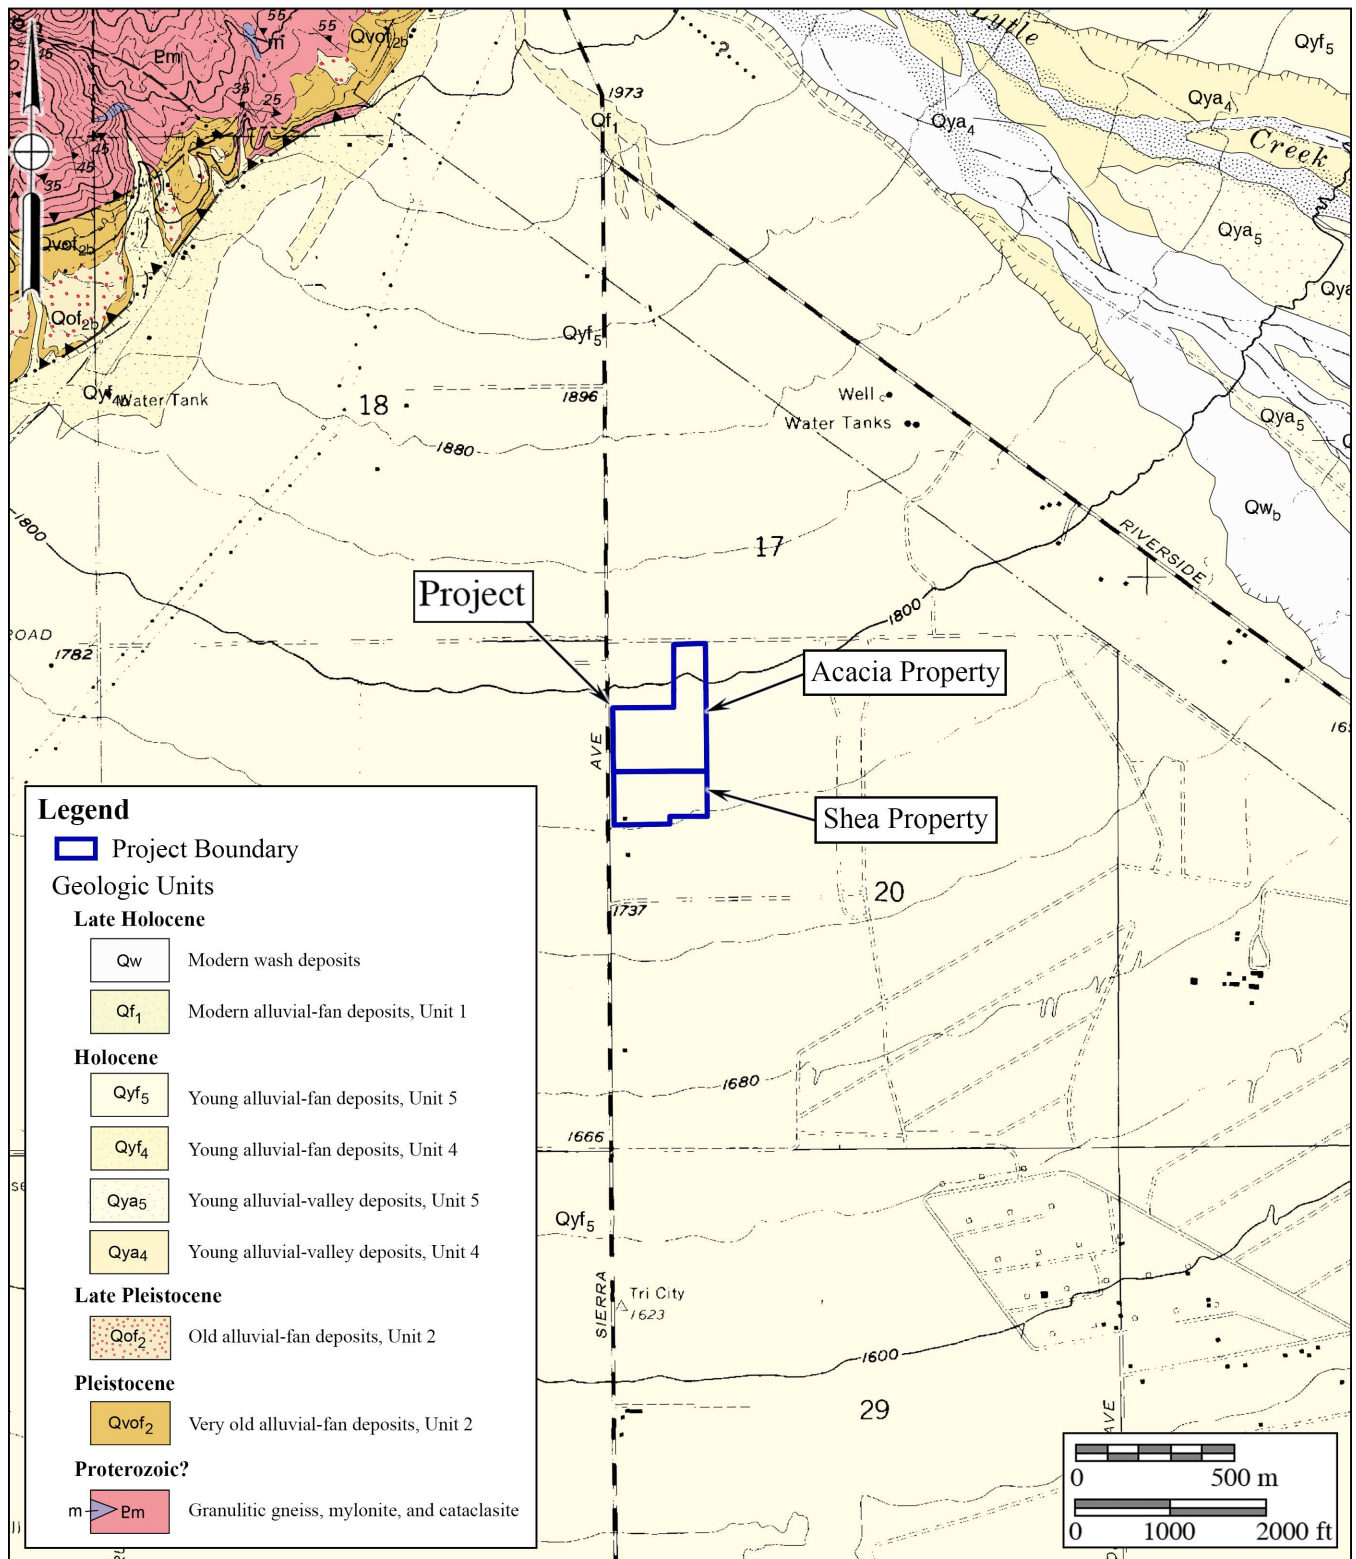 55
55
Qvof2b
Lytle
Qyf5
m
Pm
45
?
35
25
1973
Qya4
Qf1
Qya4
Creek
45
45
35
Qvof2b
Qya5
Qya
Qof2b
Qyf5
Qyf4b
Water Tank
18
1896
Well
Water Tanks
Qya5
1880
Qwb
1800
17
RIVERSIDE
Project
1800
ROAD
1782
Acacia Property
AVE
Shea Property
20
1737
1680
1666
Qyf5
SIERRA
Tri City
1623
1600
29
AVE
Legend
Project Boundary
Geologic Units
Late Holocene
Qw Modern wash deposits
Qf1 Modern alluvial-fan deposits, Unit 1
Holocene
Qyf5 Young alluvial-fan deposits, Unit 5
Qyf4 Young alluvial-fan deposits, Unit 4
Qya5 Young alluvial-valley deposits, Unit 5
Qya4 Young alluvial-valley deposits, Unit 4
Late Pleistocene
Qof2 Old alluvial-fan deposits, Unit 2
Pleistocene
Qvof2 Very old alluvial-fan deposits, Unit 2
Proterozoic?
m Pm Granulitic gneiss, mylonite, and cataclasite
0 500 m
0 1000 2000 ft